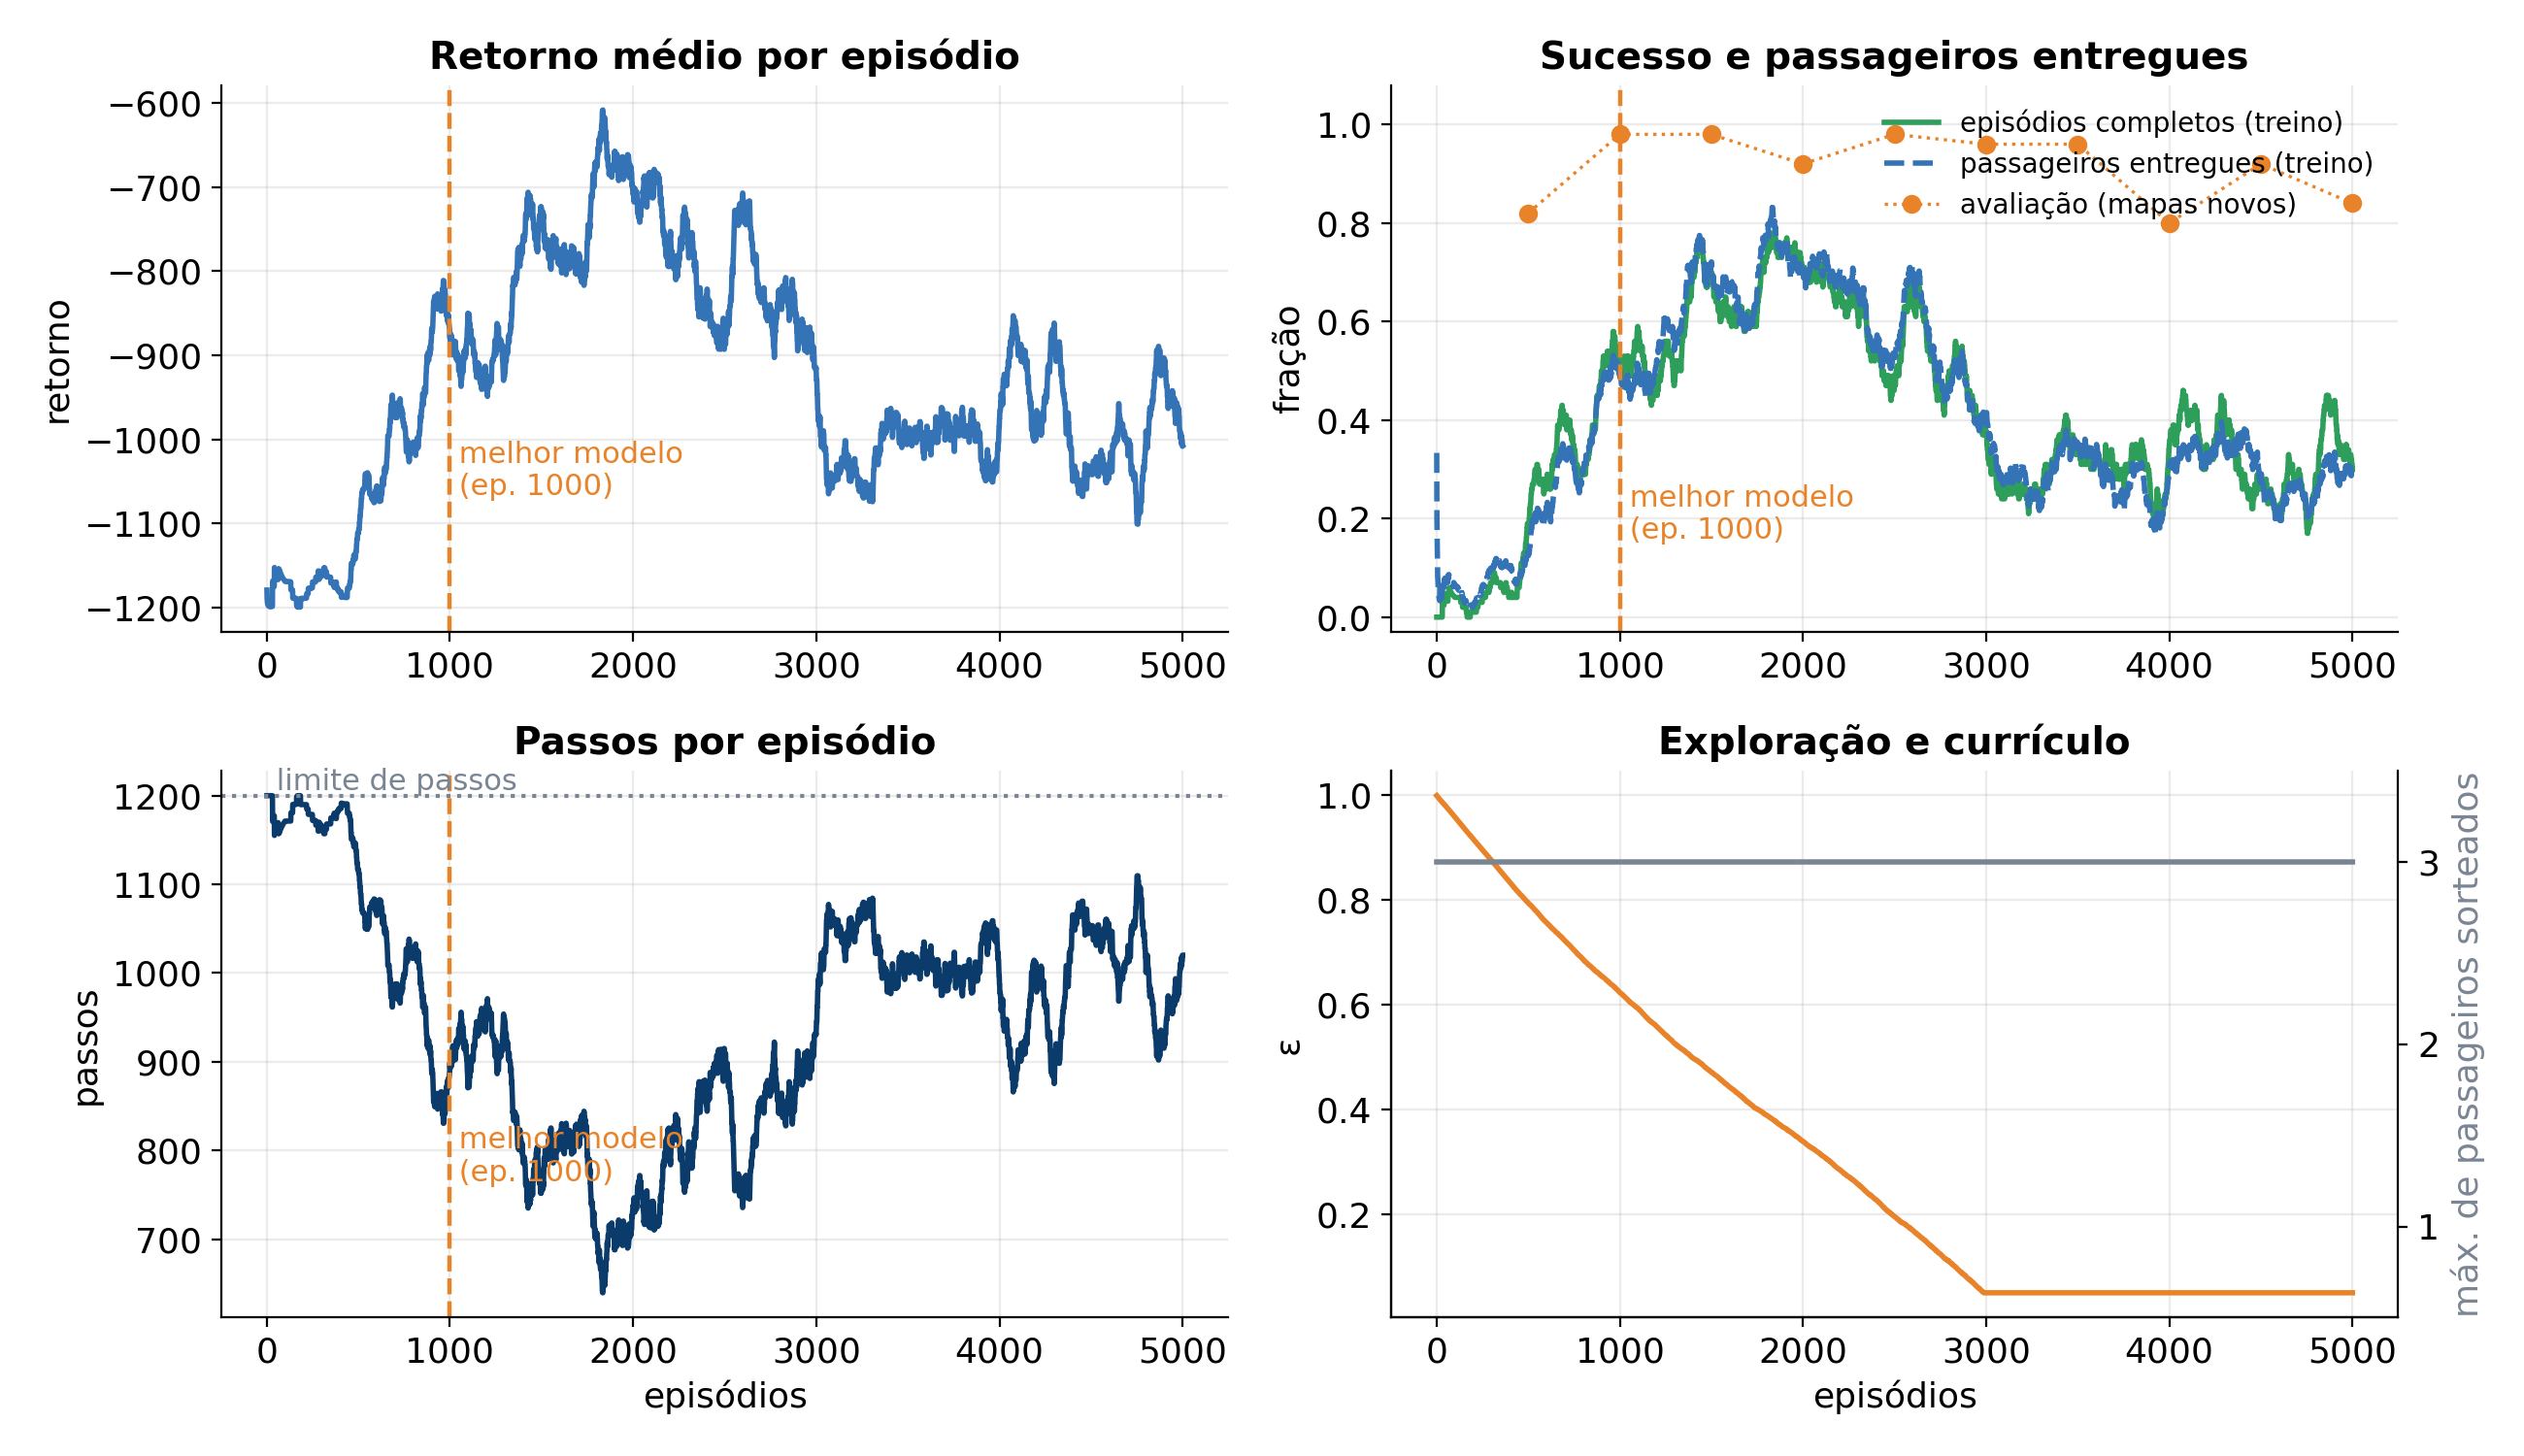 Retorno médio por episódio
−600
−700
−800
−900
−1000
−1100
−1200
retorno
melhor modelo
(ep. 1000)
0 1000 2000 3000 4000 5000
Sucesso e passageiros entregues
1.0
0.8
0.6
0.4
0.2
0.0
fração
episódios completos (treino)
passageiros entregues (treino)
avaliação (mapas novos)
melhor modelo
(ep. 1000)
0 1000 2000 3000 4000 5000
Passos por episódio
limite de passos
1200
1100
1000
900
800
700
passos
melhor modelo
(ep. 1000)
0 1000 2000 3000 4000 5000
episódios
Exploração e currículo
1.0
0.8
0.6
0.4
0.2
ε
3
2
1
máx. de passageiros sorteados
0 1000 2000 3000 4000 5000
episódios